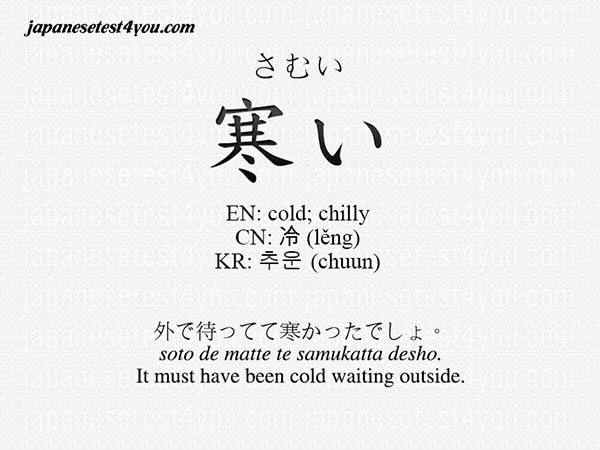 japanesetest4you.com
さむい
寒い
EN: cold; chilly
CN: 冷 (lěng)
KR: 추운 (chuun)
外で待ってて寒かったでしょ。
soto de matte te samukatta desho.
It must have been cold waiting outside.